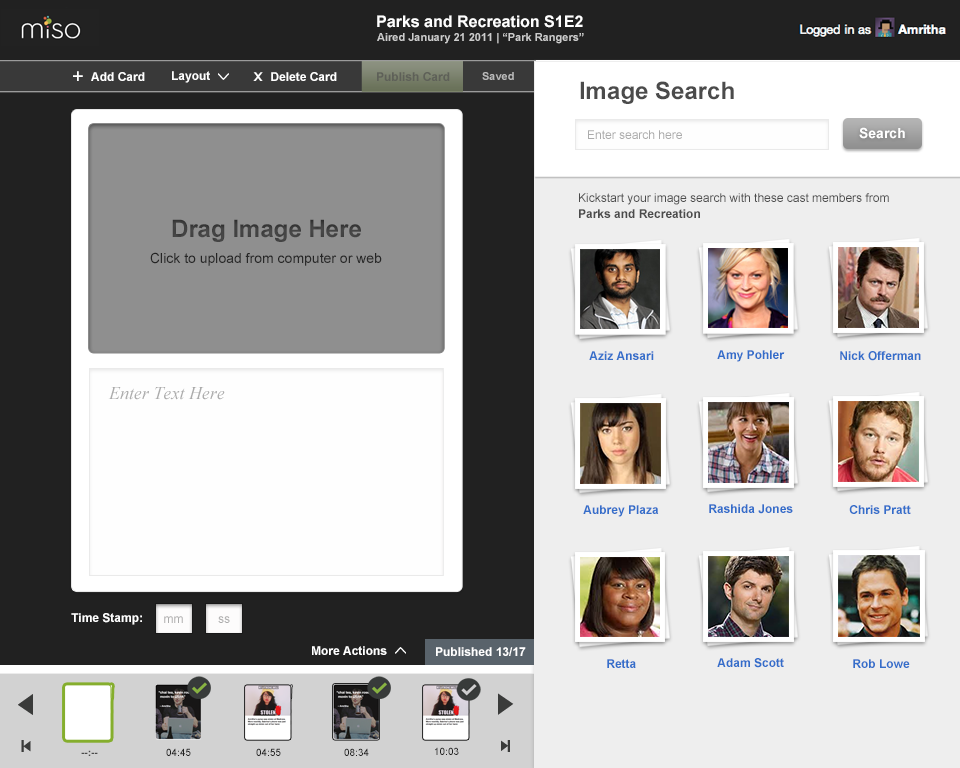 miso
Parks and Recreation S1E2
Aired January 21 2011 | “Park Rangers”
Logged in as Amritha
+ Add Card
Layout
X Delete Card
Publish Card
Saved
Drag Image Here
Click to upload from computer or web
Enter Text Here
Time Stamp:
mm
ss
More Actions
Published 13/17
--:--
04:45
STOLEN
04:55
08:34
STOLEN
10:03
Image Search
Enter search here
Search
Kickstart your image search with these cast members from
Parks and Recreation
Aziz Ansari
Amy Pohler
Nick Offerman
Aubrey Plaza
Rashida Jones
Chris Pratt
Retta
Adam Scott
Rob Lowe